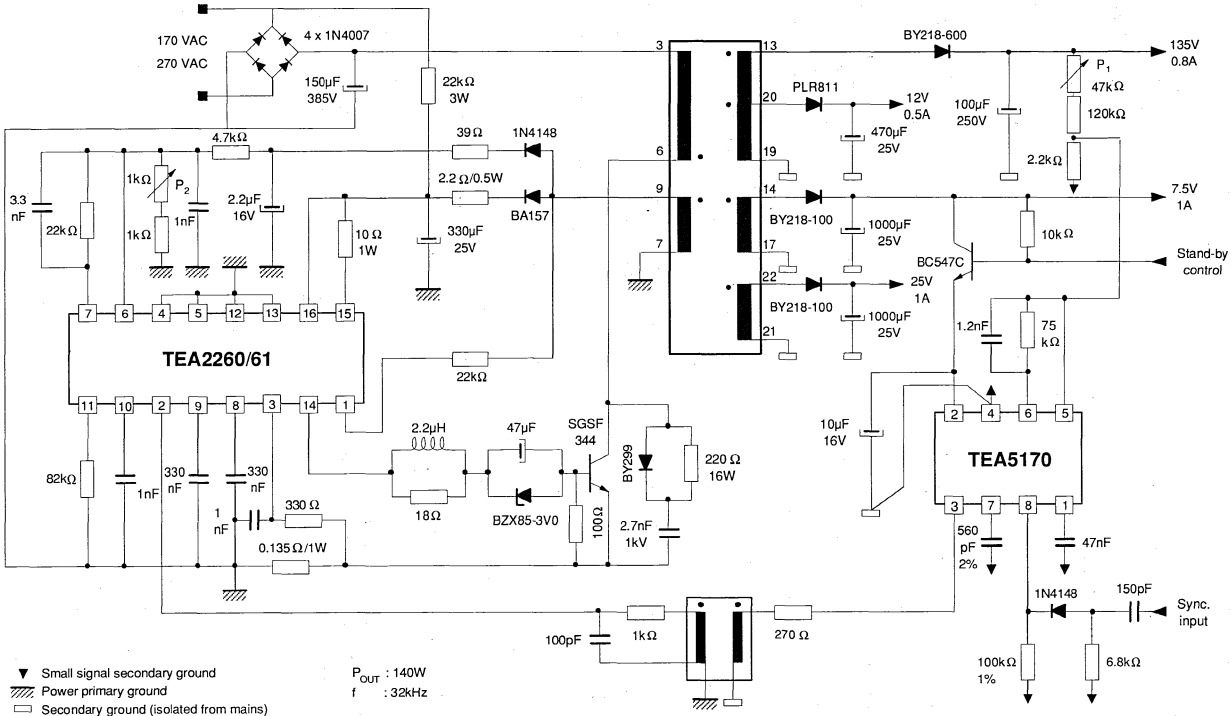 170 VAC
270 VAC
4 x 1N4007
150µF
385V
22kΩ
3W
3
13
BY218-600
135V
0.8A
P1
47kΩ
120kΩ
2.2kΩ
100µF
250V
PLR811
20
12V
0.5A
470µF
25V
19
4.7kΩ
39 Ω
1N4148
6
3.3
nF
22kΩ
1kΩ
P2
1kΩ
1nF
2.2µF
16V
2.2 Ω/0.5W
BA157
9
14
7.5V
1A
10 Ω
1W
330µF
25V
7
17
BY218-100
1000µF
25V
10kΩ
BC547C
Stand-by
control
22
25V
1A
BY218-100
1000µF
25V
21
7
6
4
5
12
13
16
15
TEA2260/61
11
10
2
9
8
3
14
1
22kΩ
1.2nF
75
kΩ
2
4
6
5
TEA5170
3
7
8
1
10µF
16V
82kΩ
1nF
330
nF
330
nF
1
nF
330 Ω
0.135 Ω/1W
2.2µH
18Ω
47µF
BZX85-3V0
SGSF
344
100Ω
BY299
220 Ω
16W
2.7nF
1kV
560
pF
2%
47nF
1N4148
150pF
Sync.
input
100kΩ
1%
6.8kΩ
100pF
1kΩ
270 Ω
Small signal secondary ground
Power primary ground
Secondary ground (isolated from mains)
POUT : 140W
f : 32kHz